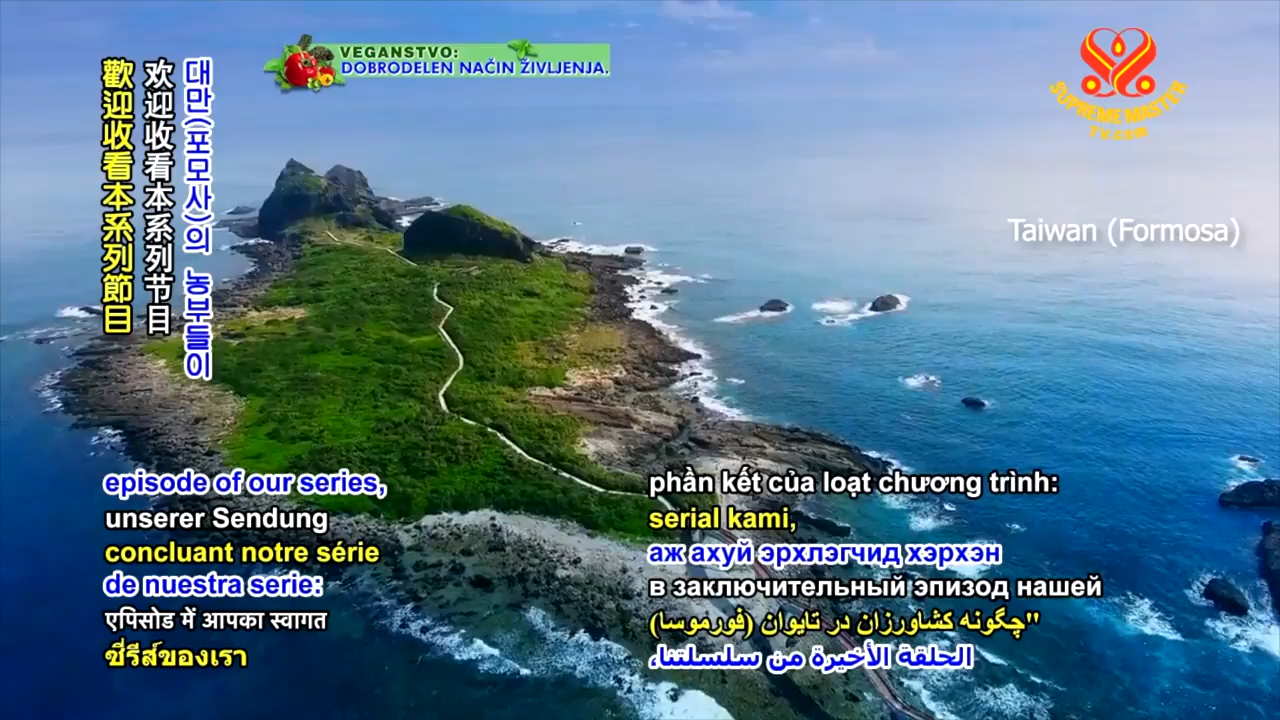 VEGANSTVO:
DOBRODELEN NAČIN ŽIVLJENJA.
SUPREME MASTER
TV.COM
Taiwan (Formosa)
歡迎收看本系列節目
欢迎收看本系列节目
대만(포모사)의 농부들이
episode of our series,
unserer Sendung
concluant notre série
de nuestra serie:
एपिसोड में आपका स्वागत
ซี่รีส์ของเรา
phần kết của loạt chương trình:
serial kami,
аж ахуй эрхлэгчид хэрхэн
в заключительный эпизод нашей
"چگونه کشاورزان در تایوان (فورموسا)
الحلقة الأخيرة من سلسلتنا،